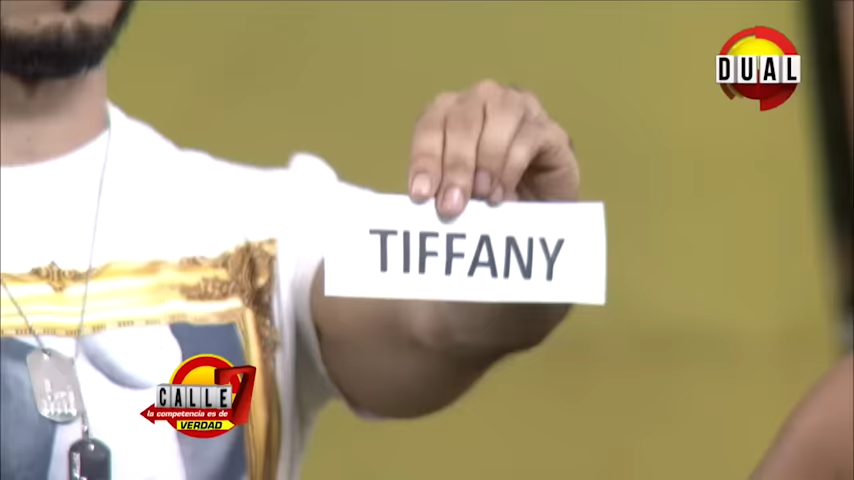 DUAL
TIFFANY
CALLE 7
la competencia es de
VERDAD